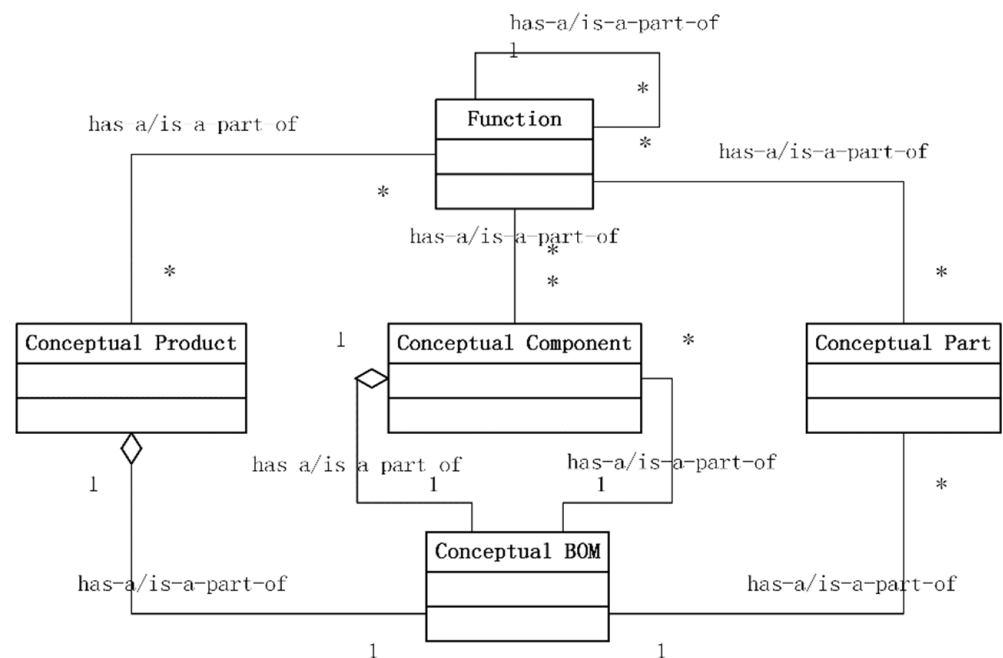 has-a/is-a-part-of
1
*
Function
has a/is a part of
*
has-a/is-a-part-of
*
has-a/is-a-part-of
*
*
*
*
Conceptual Product
1
Conceptual Component
*
Conceptual Part
has a/is a part of
has-a/is-a-part-of
1
1
1
*
Conceptual BOM
has-a/is-a-part-of
has-a/is-a-part-of
1
1